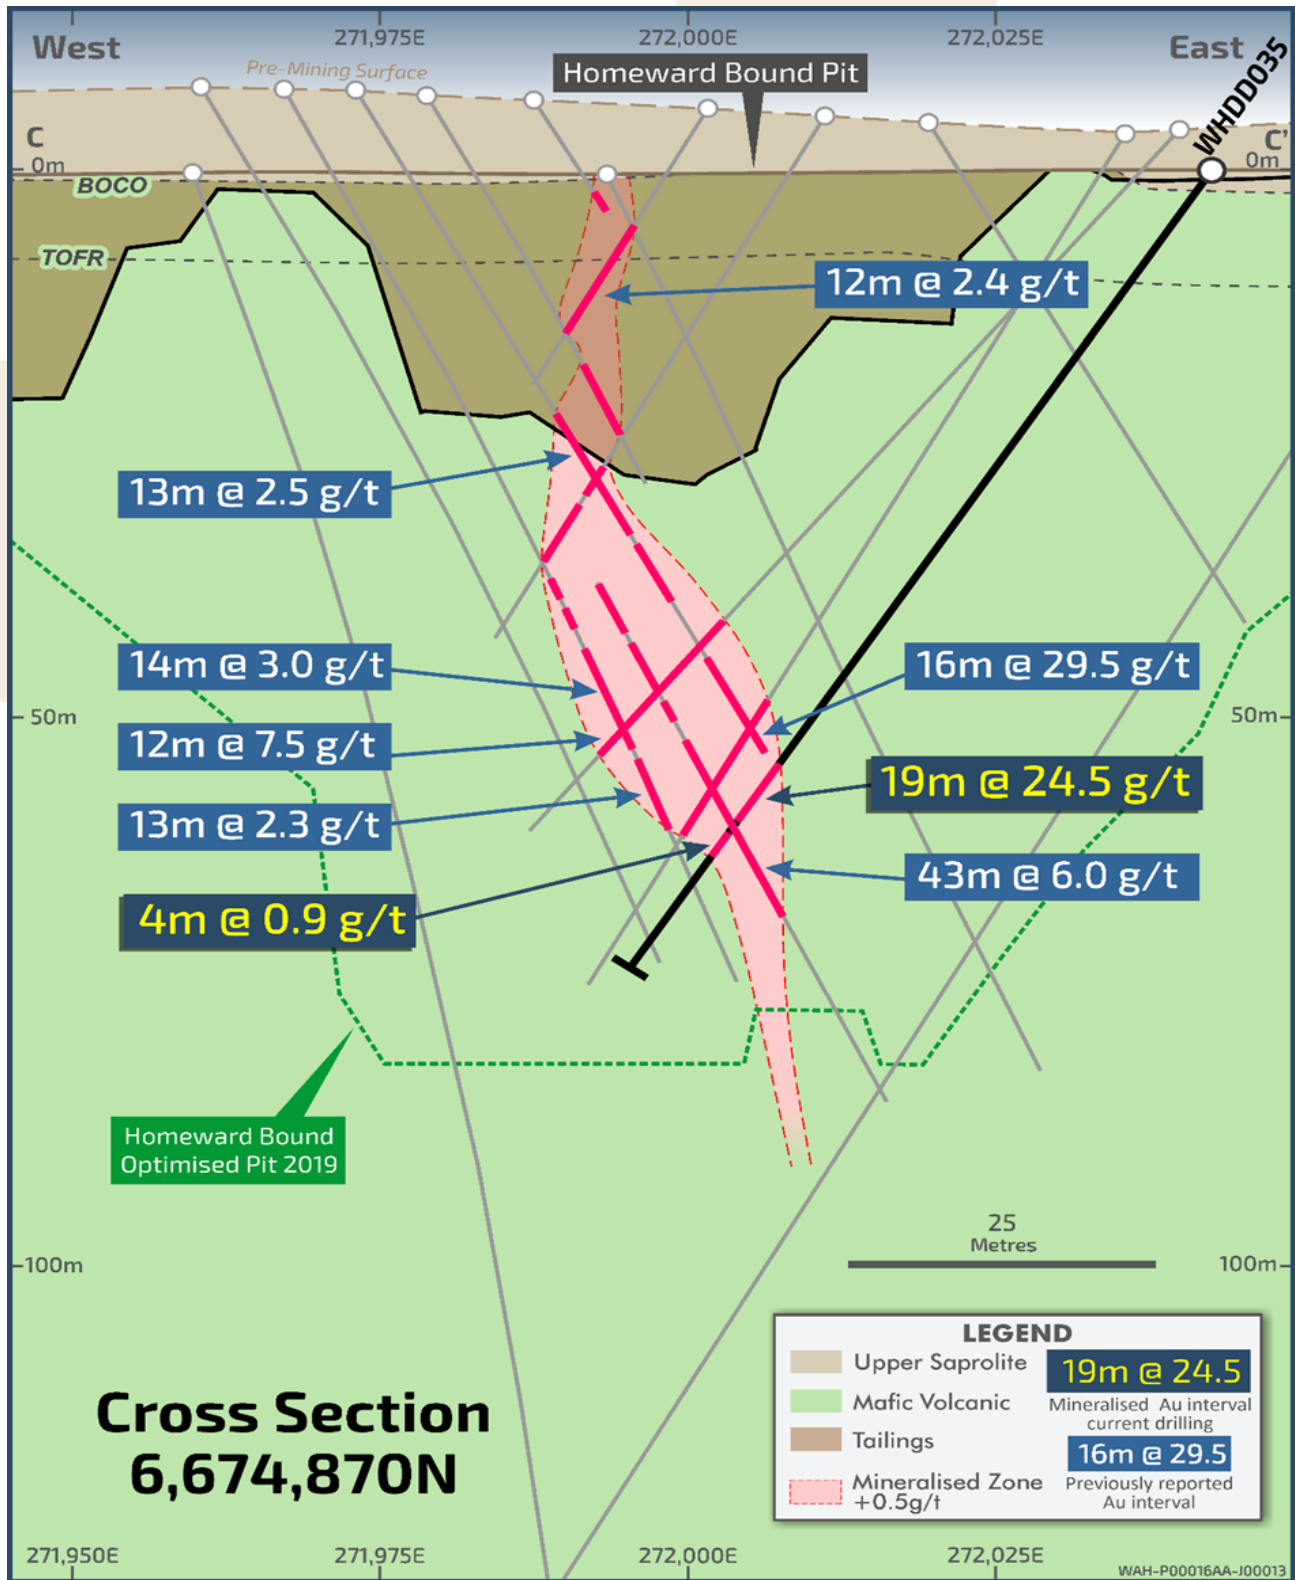 271,975E
272,000E
272,025E
West
East
Pre-Mining Surface
Homeward Bound Pit
WHDD035
C
C'
0m
0m
BOCO
TOFR
12m @ 2.4 g/t
13m @ 2.5 g/t
14m @ 3.0 g/t
16m @ 29.5 g/t
50m
50m
12m @ 7.5 g/t
19m @ 24.5 g/t
13m @ 2.3 g/t
43m @ 6.0 g/t
4m @ 0.9 g/t
Homeward Bound
Optimised Pit 2019
25
Metres
100m
100m
Cross Section
6,674,870N
LEGEND
Upper Saprolite
Mafic Volcanic
Tailings
Mineralised Zone
+0.5g/t
19m @ 24.5
Mineralised Au interval
current drilling
16m @ 29.5
Previously reported
Au interval
271,950E
271,975E
272,000E
272,025E
WAH-P00016AA-J00013